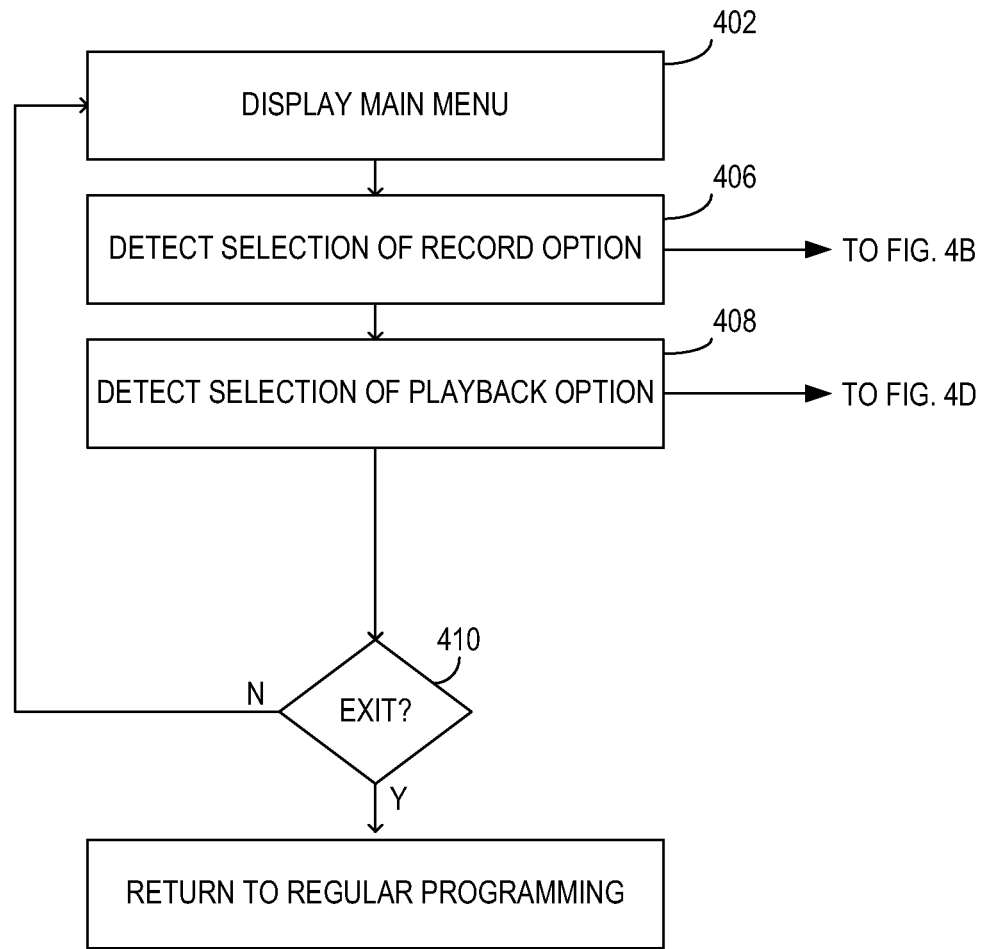 402
DISPLAY MAIN MENU
406
DETECT SELECTION OF RECORD OPTION
TO FIG. 4B
408
DETECT SELECTION OF PLAYBACK OPTION
TO FIG. 4D
410
N
EXIT?
Y
RETURN TO REGULAR PROGRAMMING